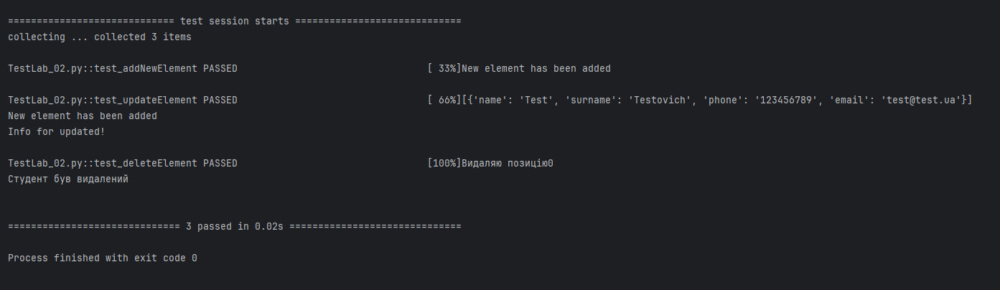 ============================= test session starts =============================
collecting ... collected 3 items
TestLab_02.py::test_addNewElement PASSED [ 33%]New element has been added
TestLab_02.py::test_updateElement PASSED [ 66%][{'name': 'Test', 'surname': 'Testovich', 'phone': '123456789', 'email': 'test@test.ua'}]
New element has been added
Info for updated!
TestLab_02.py::test_deleteElement PASSED [100%]Видаляю позицію0
Студент був видалений
============================== 3 passed in 0.02s ==============================
Process finished with exit code 0